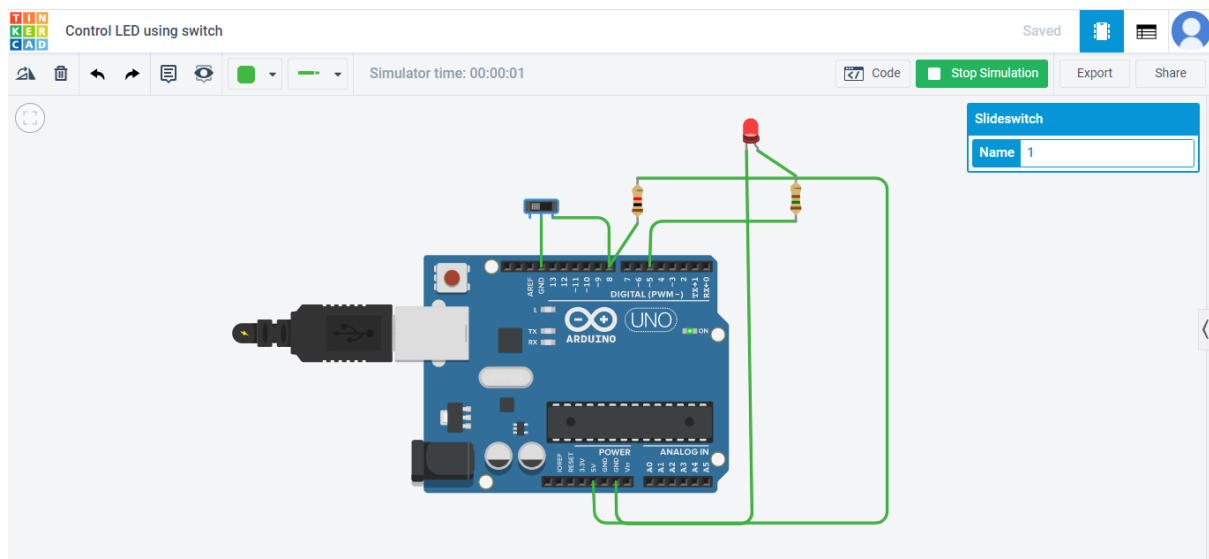 TIN
KER
CAD
Control LED using switch
Saved
Simulator time: 00:00:01
Code
Stop Simulation
Export
Share
Slideswitch
Name 1
AREF
GND
13
12
~11
~10
~9
8
7
~6
~5
4
~3
2
TX→1
RX←0
DIGITAL (PWM~)
L
TX
RX
UNO
ON
ARDUINO
POWER
ANALOG IN
IOREF
RESET
3.3V
5V
GND
GND
Vin
A0
A1
A2
A3
A4
A5